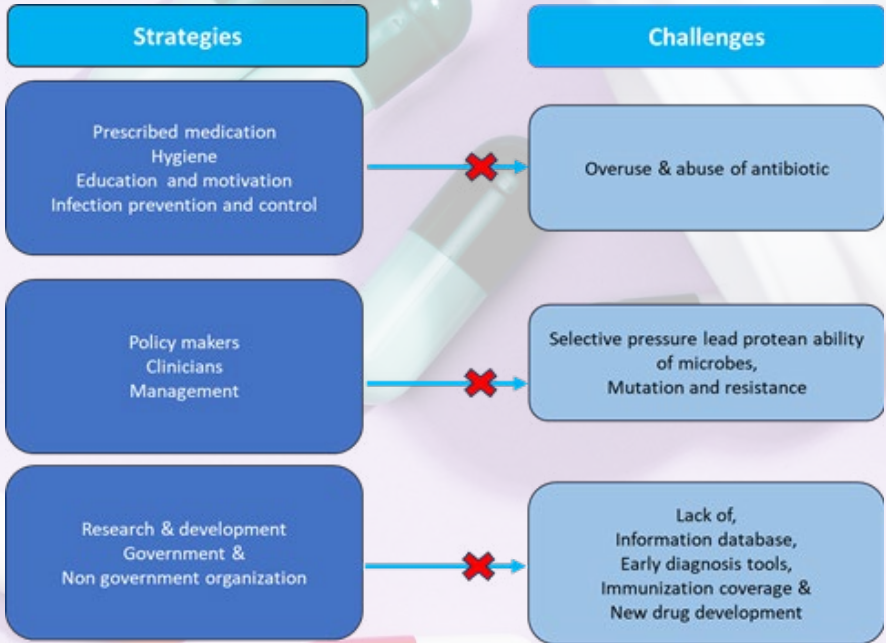 Strategies
Challenges
Prescribed medication
Hygiene
Education and motivation
Infection prevention and control
Overuse & abuse of antibiotic
Policy makers
Clinicians
Management
Selective pressure lead protean ability
of microbes,
Mutation and resistance
Research & development
Government &
Non government organization
Lack of,
Information database,
Early diagnosis tools,
Immunization coverage &
New drug development